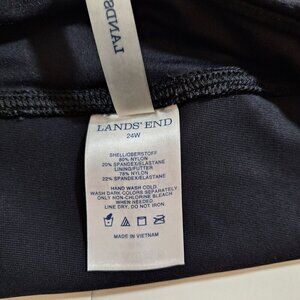 LANDS
LANDS' END
24W
SHELL/OBERSTOFF
80% NYLON
20% SPANDEX/ELASTANE
LINING/FUTTER
78% NYLON
22% SPANDEX/ELASTANE
HAND WASH COLD.
WASH DARK COLORS SEPARATELY
ONLY NON-CHLORINE BLEACH
WHEN NEEDED
LINE DRY. DO NOT IRON.
MADE IN VIETNAM